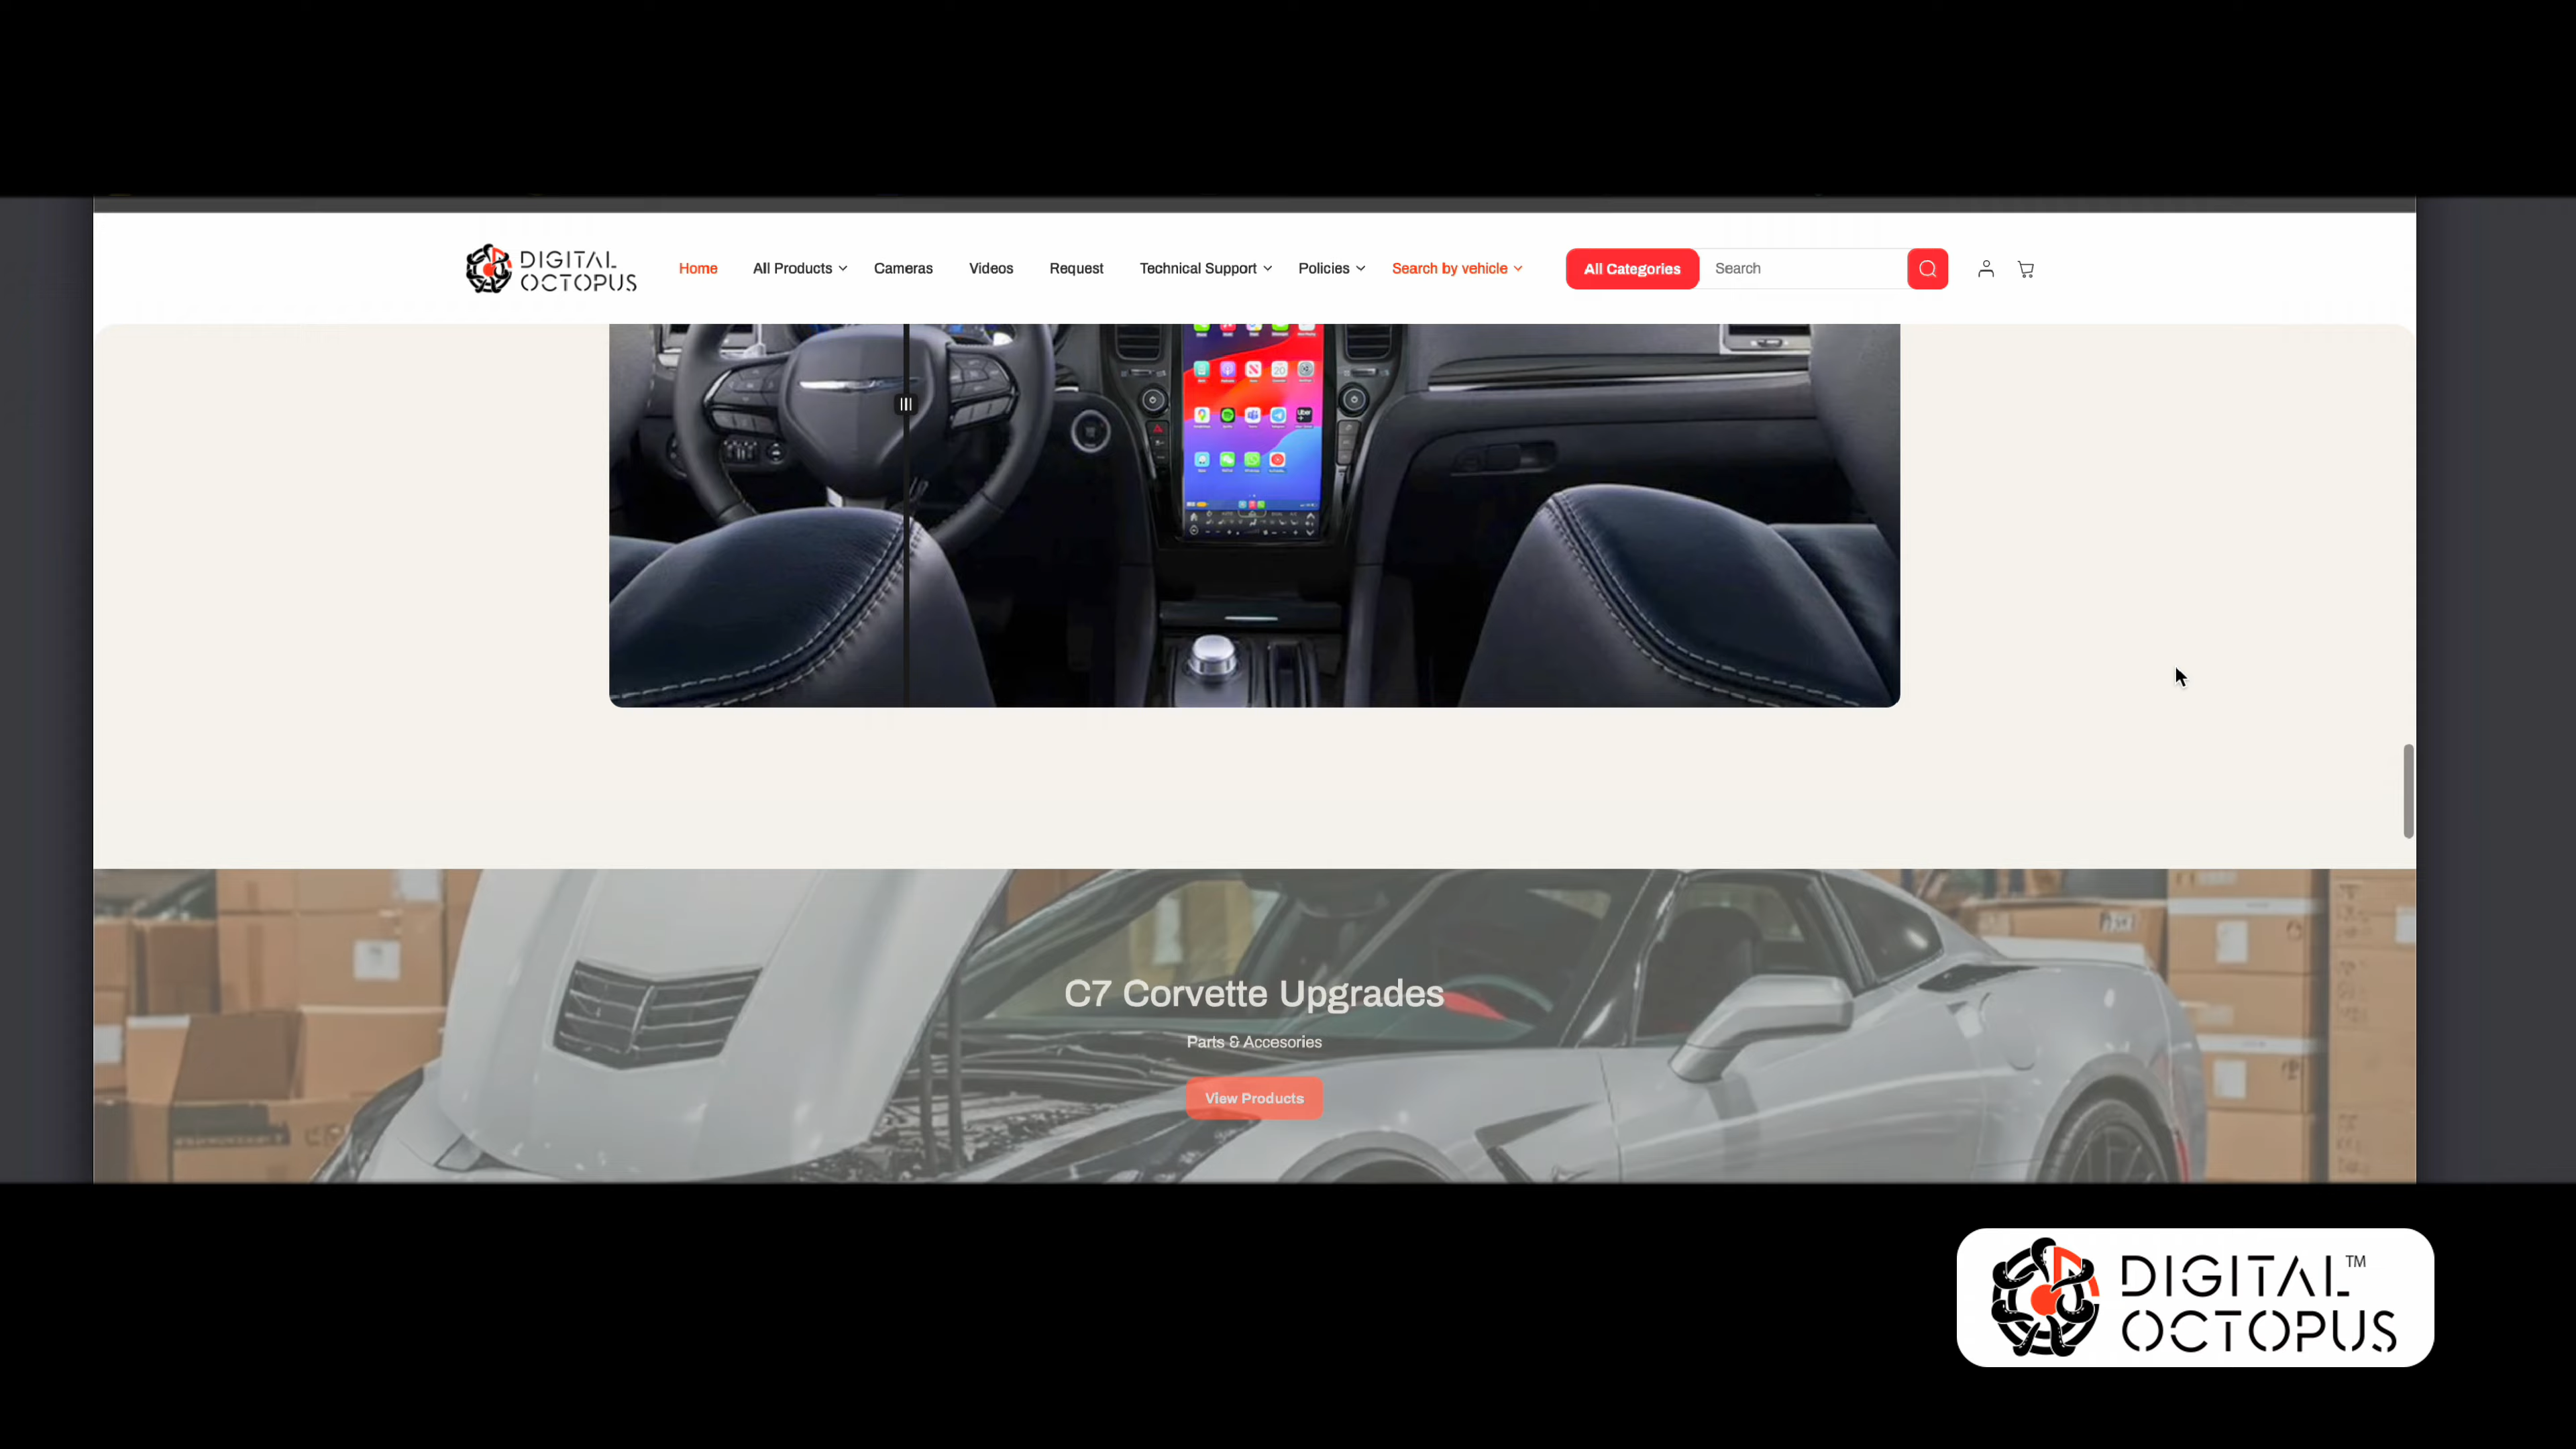 DIGITAL
OCTOPUS
Home
All Products
Cameras
Videos
Request
Technical Support
Policies
Search by vehicle
All Categories
Search
C7 Corvette Upgrades
Parts & Accesories
View Products
DIGITAL™
OCTOPUS